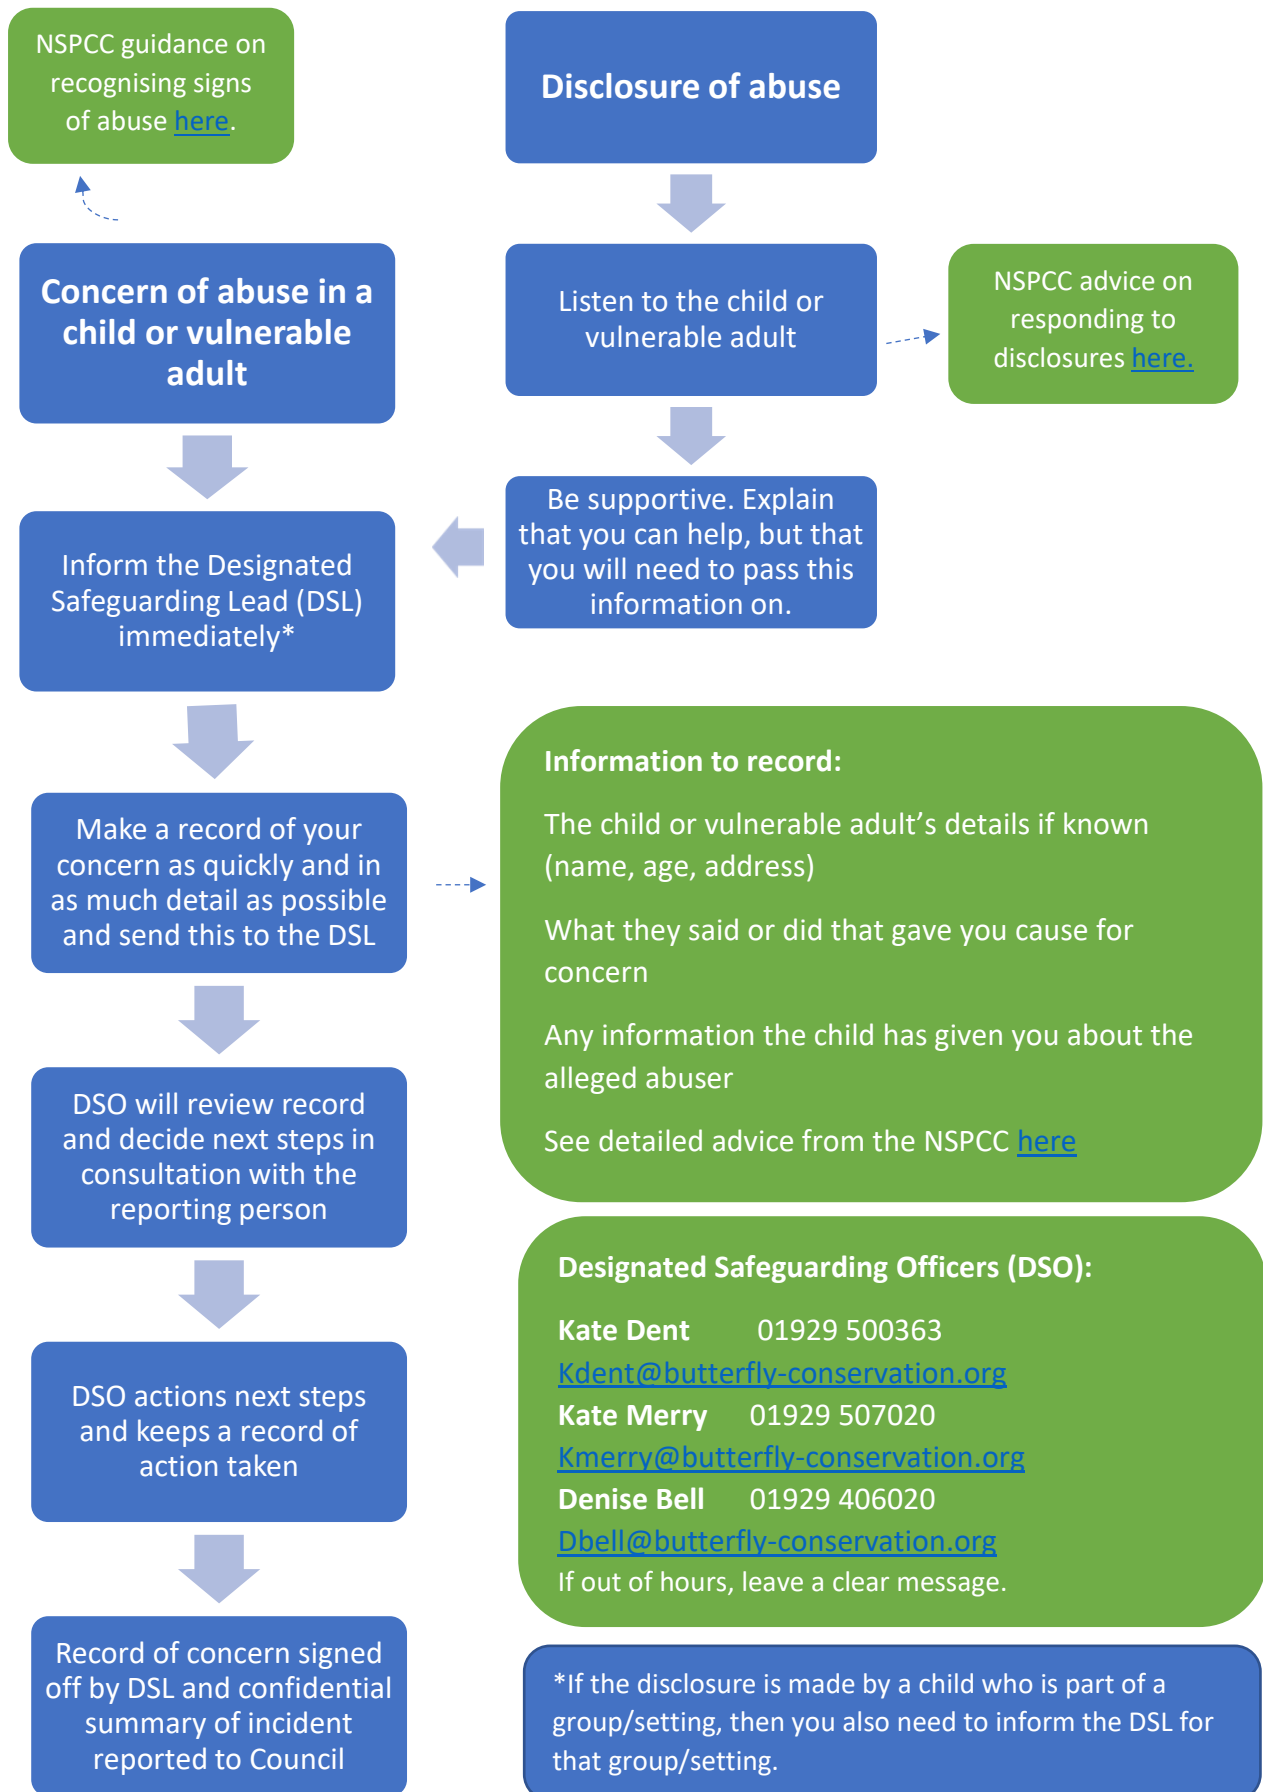 NSPCC guidance on
recognising signs
of abuse here.
Disclosure of abuse
Concern of abuse in a
child or vulnerable
adult
Listen to the child or
vulnerable adult
NSPCC advice on
responding to
disclosures here.
Be supportive. Explain
that you can help, but that
you will need to pass this
information on.
Inform the Designated
Safeguarding Lead (DSL)
immediately*
Make a record of your
concern as quickly and in
as much detail as possible
and send this to the DSL
Information to record:
The child or vulnerable adult’s details if known
(name, age, address)
What they said or did that gave you cause for
concern
Any information the child has given you about the
alleged abuser
See detailed advice from the NSPCC here
DSO will review record
and decide next steps in
consultation with the
reporting person
DSO actions next steps
and keeps a record of
action taken
Designated Safeguarding Officers (DSO):
Kate Dent 01929 500363
Kdent@butterfly-conservation.org
Kate Merry 01929 507020
Kmerry@butterfly-conservation.org
Denise Bell 01929 406020
Dbell@butterfly-conservation.org
If out of hours, leave a clear message.
Record of concern signed
off by DSL and confidential
summary of incident
reported to Council
*If the disclosure is made by a child who is part of a
group/setting, then you also need to inform the DSL for
that group/setting.